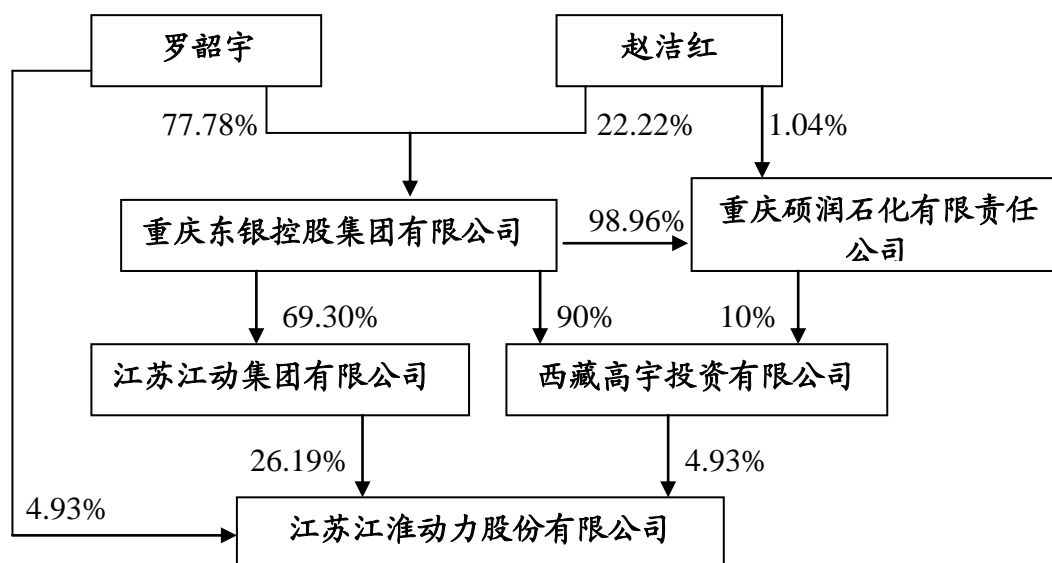 罗韶宇
赵洁红
77.78%
22.22%
1.04%
重庆东银控股集团有限公司
98.96%
重庆硕润石化有限责任
公司
69.30%
90%
10%
江苏江动集团有限公司
西藏高宇投资有限公司
26.19%
4.93%
4.93%
江苏江淮动力股份有限公司